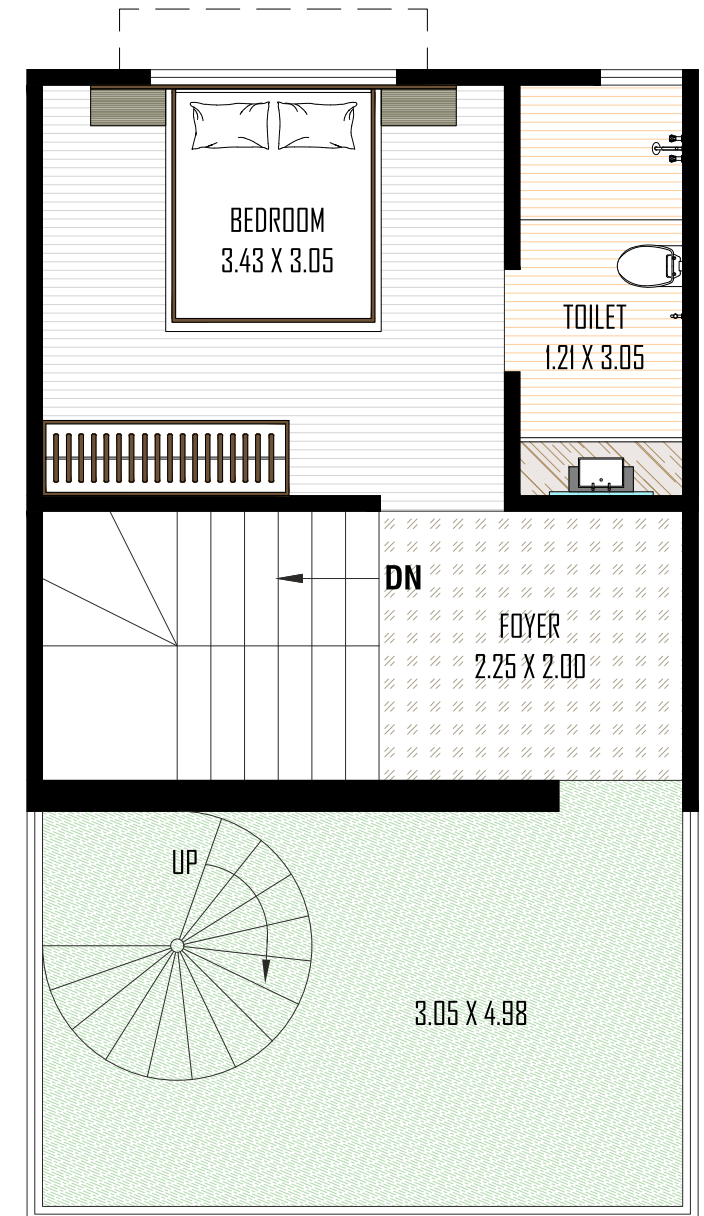 BEDROOM
3.43 X 3.05
TOILET
1.21 X 3.05
DN
FOYER
2.25 X 2.00
UP
3.05 X 4.98